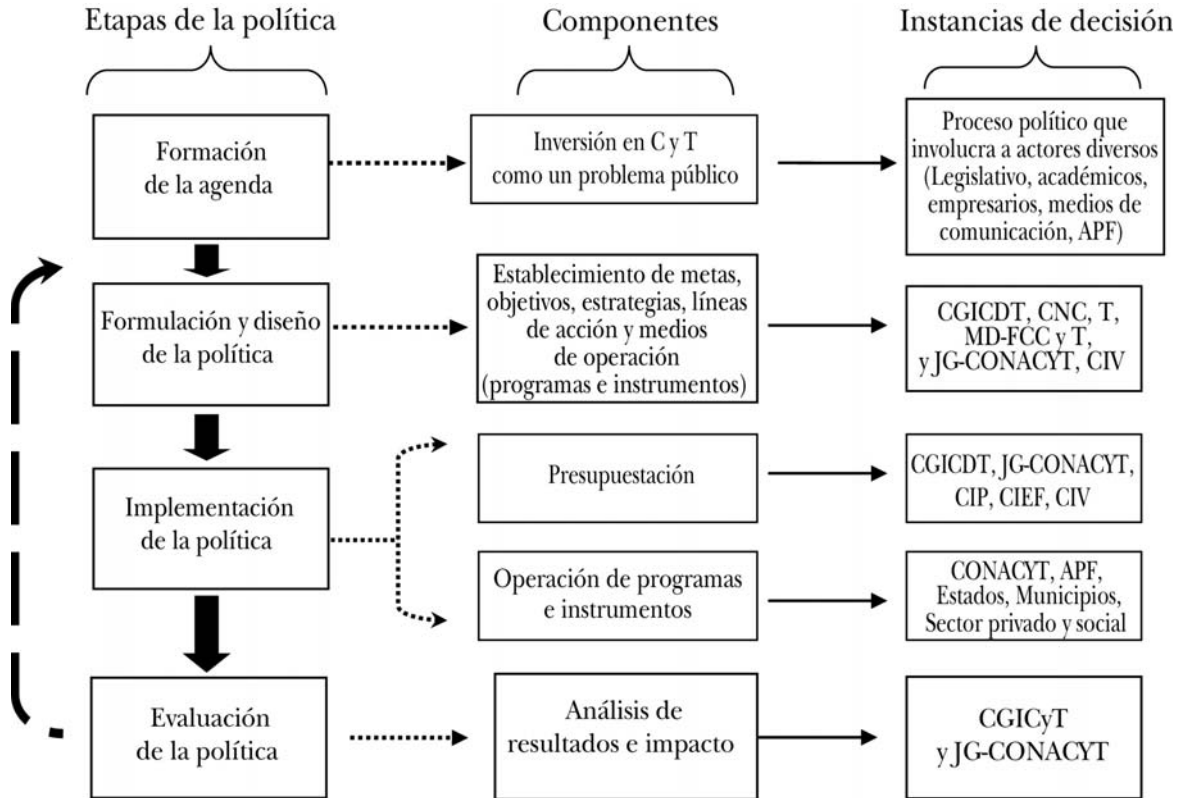 Etapas de la política
Componentes
Instancias de decisión
Formación
de la agenda
Inversión en C y T
como un problema público
Proceso político que
involucra a actores diversos
(Legislativo, académicos,
empresarios, medios de
comunicación, APF)
Formulación y diseño
de la política
Establecimiento de metas,
objetivos, estrategias, líneas
de acción y medios
de operación
(programas e instrumentos)
CGICDT, CNC, T,
MD-FCC y T,
y JG-CONACYT, CIV
Implementación
de la política
Presupuestación
CGICDT, JG-CONACYT,
CIP, CIEF, CIV
Operación de programas
e instrumentos
CONACYT, APF,
Estados, Municipios,
Sector privado y social
Evaluación
de la política
Análisis de
resultados e impacto
CGICyT
y JG-CONACYT